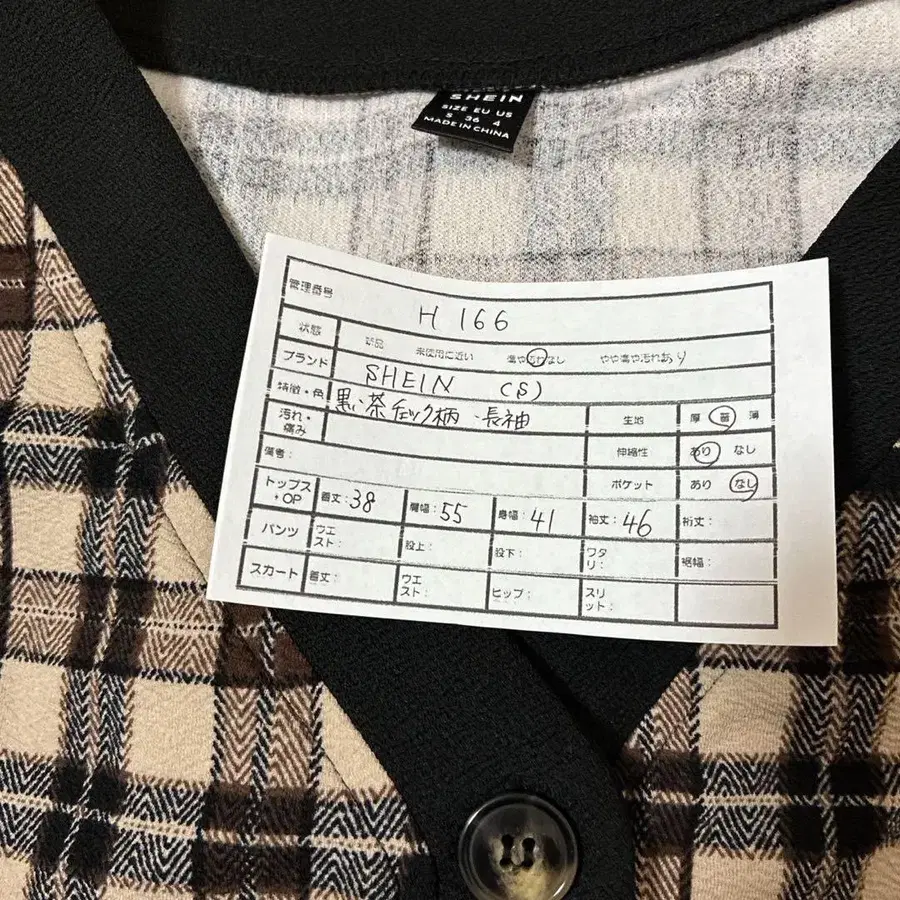 SHEIN
SIZE EU US
S 36 4
MADE IN CHINA
管理番号 H 166
状態 新品 未使用に近い 傷や汚れなし やや傷や汚れあり
ブランド SHEIN (S)
特徴・色 黒い茶チェック柄、長袖 生地 厚 普 薄
汚れ・痛み 伸縮性 あり なし
備考: ポケット あり なし
トップス・OP 着丈:38 肩幅:55 身幅:41 袖丈:46 裄丈:
パンツ ウエスト: 股上: 股下: ワタリ: 裾幅:
スカート 着丈: ウエスト: ヒップ: スリット: